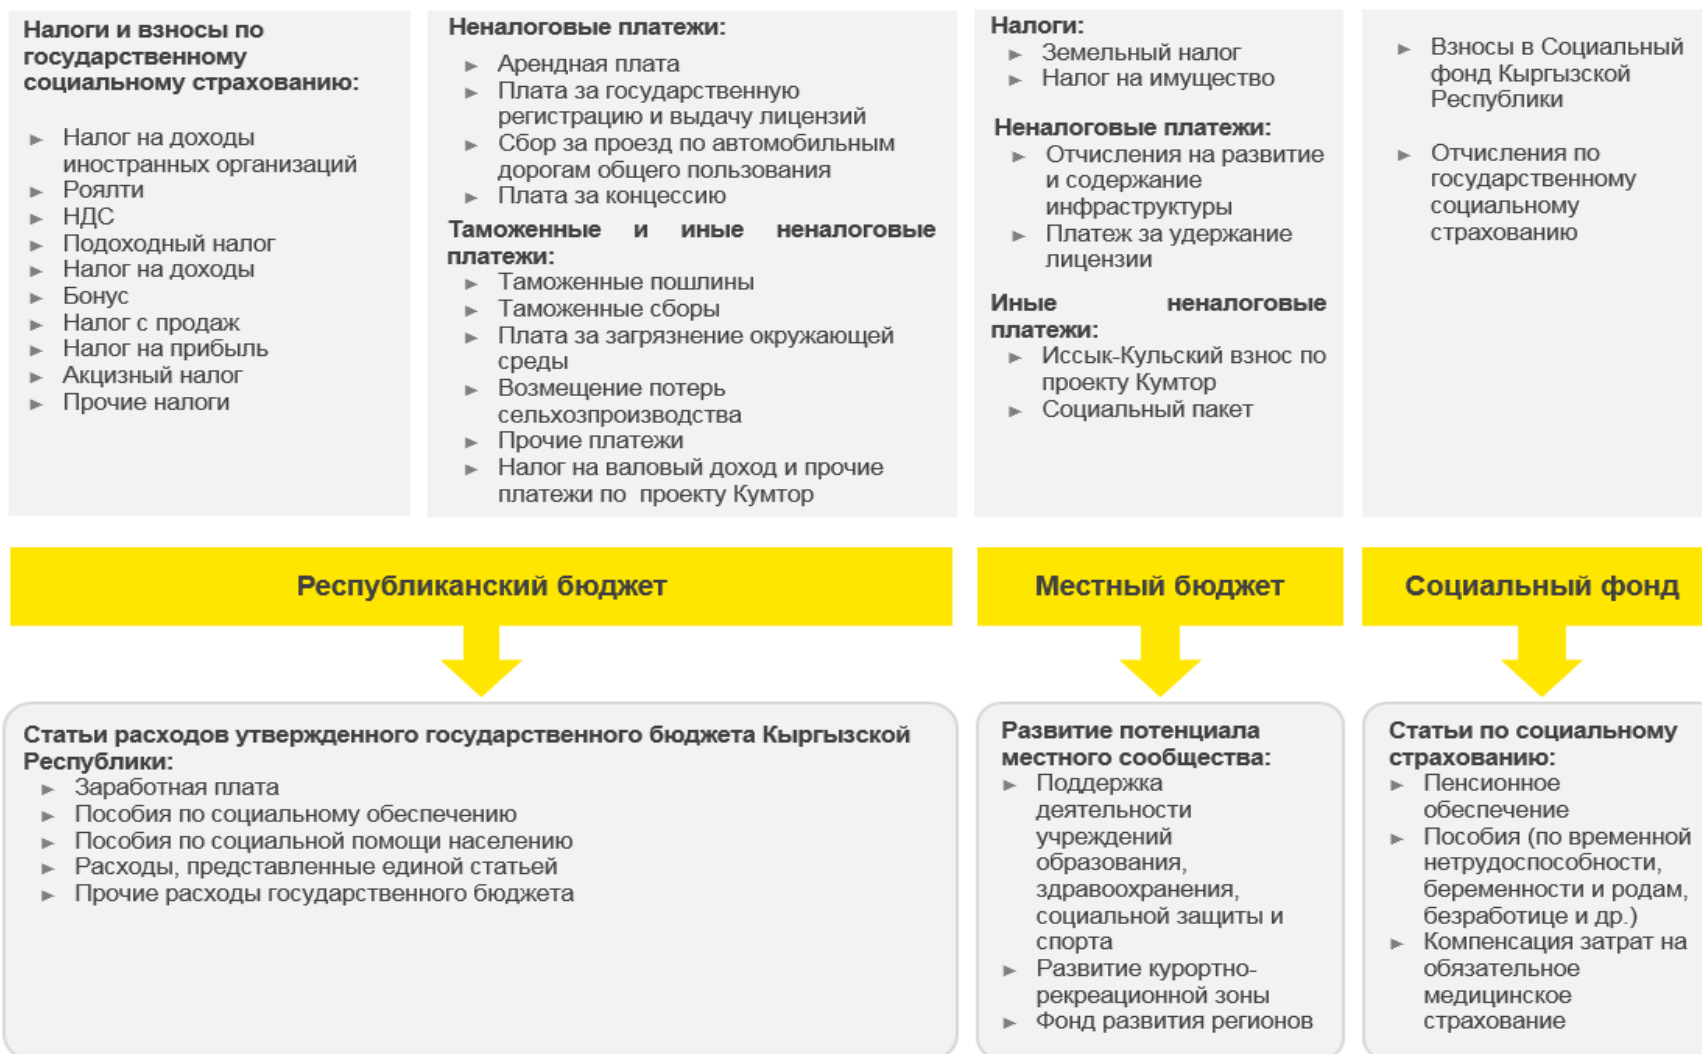 Налоги и взносы по
государственному
социальному страхованию:
► Налог на доходы
иностранных организаций
► Роялти
► НДС
► Подоходный налог
► Налог на доходы
► Бонус
► Налог с продаж
► Налог на прибыль
► Акцизный налог
► Прочие налоги
Неналоговые платежи:
► Арендная плата
► Плата за государственную
регистрацию и выдачу лицензий
► Сбор за проезд по автомобильным
дорогам общего пользования
► Плата за концессию
Таможенные и иные неналоговые
платежи:
► Таможенные пошлины
► Таможенные сборы
► Плата за загрязнение окружающей
среды
► Возмещение потерь
сельхозпроизводства
► Прочие платежи
► Налог на валовый доход и прочие
платежи по проекту Кумтор
Налоги:
► Земельный налог
► Налог на имущество
Неналоговые платежи:
► Отчисления на развитие
и содержание
инфраструктуры
► Платеж за удержание
лицензии
Иные неналоговые
платежи:
► Иссык-Кульский взнос по
проекту Кумтор
► Социальный пакет
► Взносы в Социальный
фонд Кыргызской
Республики
► Отчисления по
государственному
социальному
страхованию
Республиканский бюджет
Местный бюджет
Социальный фонд
Статьи расходов утвержденного государственного бюджета Кыргызской
Республики:
► Заработная плата
► Пособия по социальному обеспечению
► Пособия по социальной помощи населению
► Расходы, представленные единой статьей
► Прочие расходы государственного бюджета
Развитие потенциала
местного сообщества:
► Поддержка
деятельности
учреждений
образования,
здравоохранения,
социальной защиты и
спорта
► Развитие курортно-
рекреационной зоны
► Фонд развития регионов
Статьи по социальному
страхованию:
► Пенсионное
обеспечение
► Пособия (по временной
нетрудоспособности,
беременности и родам,
безработице и др.)
► Компенсация затрат на
обязательное
медицинское
страхование